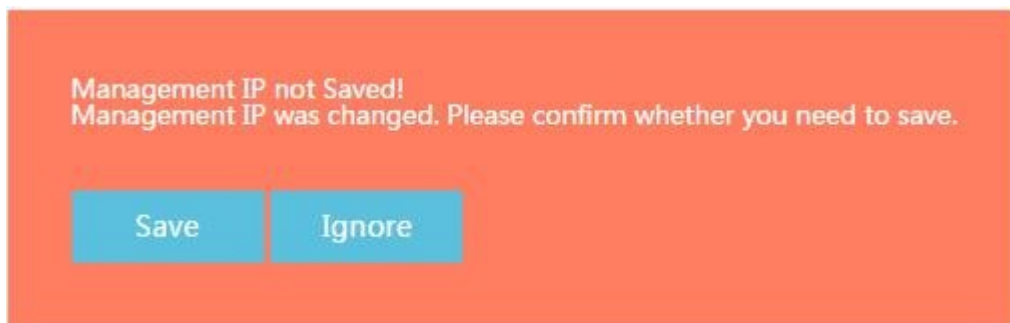 Management IP not Saved!
Management IP was changed. Please confirm whether you need to save.
Save
Ignore